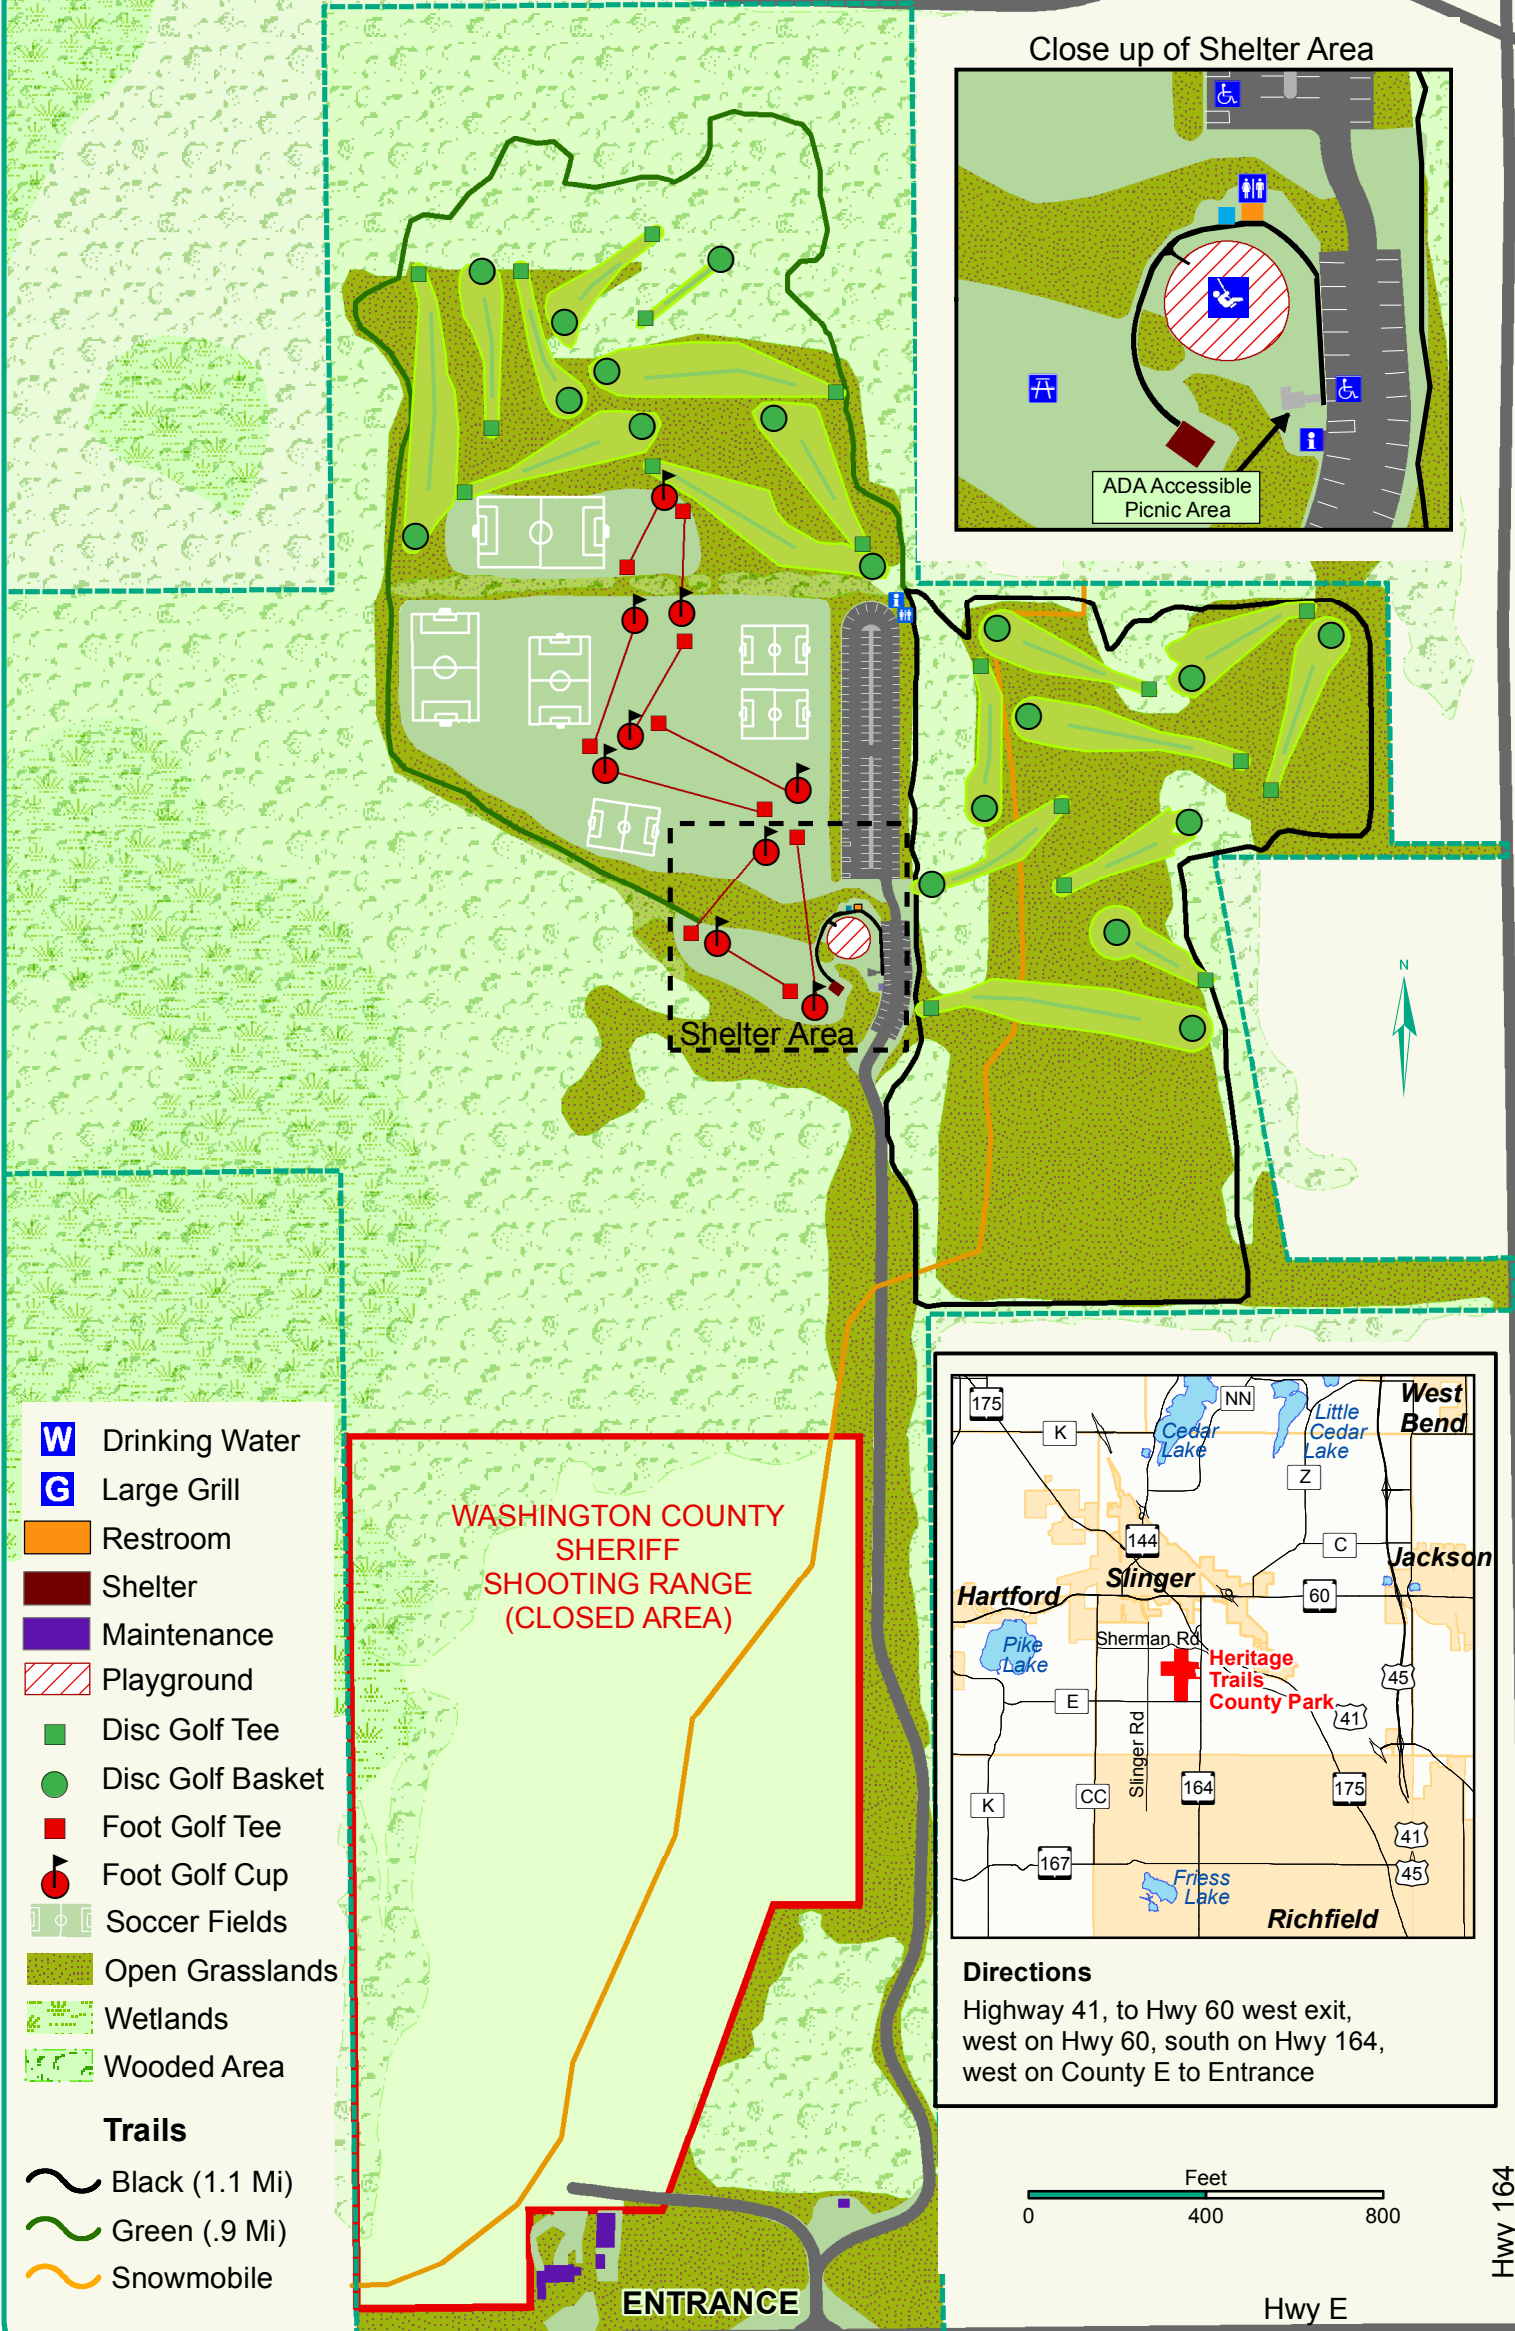 Close up of Shelter Area
ADA Accessible
Picnic Area
i
i
N
Shelter Area
WASHINGTON COUNTY
SHERIFF
SHOOTING RANGE
(CLOSED AREA)
W Drinking Water
G Large Grill
Restroom
Shelter
Maintenance
Playground
Disc Golf Tee
Disc Golf Basket
Foot Golf Tee
Foot Golf Cup
Soccer Fields
Open Grasslands
Wetlands
Wooded Area
Trails
Black (1.1 Mi)
Green (.9 Mi)
Snowmobile
175
NN
West
Bend
K
Cedar
Lake
Little
Cedar
Lake
Z
144
C
Jackson
Slinger
Hartford
60
Sherman Rd
Pike
Lake
Heritage
Trails
County Park
45
E
41
Slinger Rd
164
175
K
CC
41
167
45
Friess
Lake
Richfield
Directions
Highway 41, to Hwy 60 west exit,
west on Hwy 60, south on Hwy 164,
west on County E to Entrance
Feet
0 400 800
Hwy 164
Hwy E
ENTRANCE